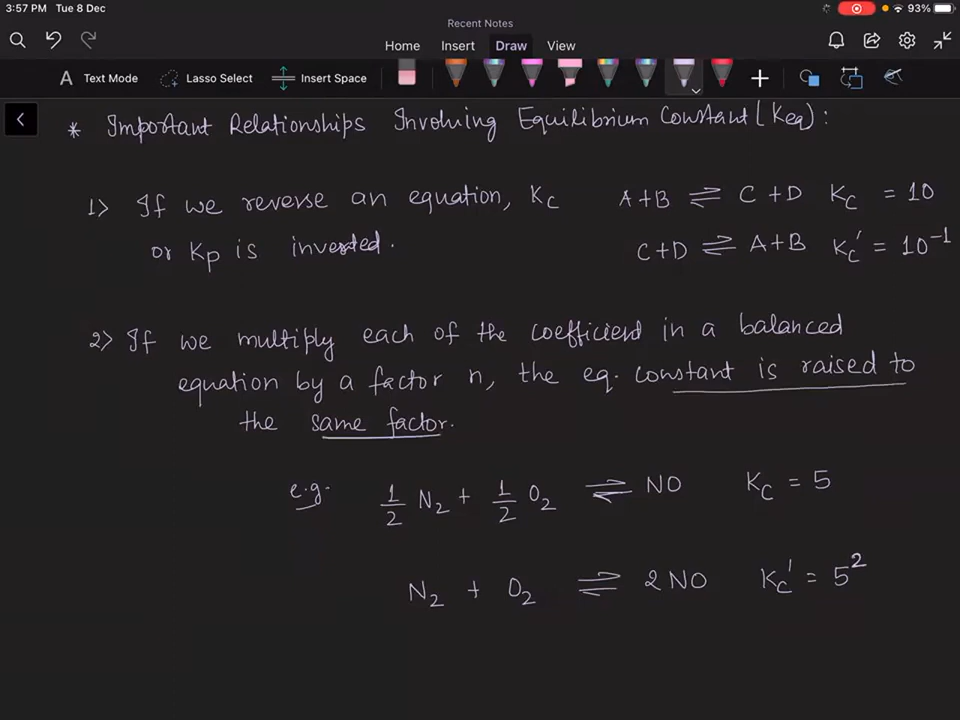 3:57 PM Tue 8 Dec
93%
Recent Notes
Home Insert Draw View
Text Mode Lasso Select Insert Space
* Important Relationships Involving Equilibrium Constant (Keq) :
1> If we reverse an equation, Kc
or Kp is inverted.
A+B ⇌ C+D Kc = 10
C+D ⇌ A+B Kc' = 10⁻¹
2> If we multiply each of the coefficient in a balanced
equation by a factor n, the eq. constant is raised to
the same factor.
e.g. 1/2 N₂ + 1/2 O₂ ⇌ NO Kc = 5
N₂ + O₂ ⇌ 2 NO Kc' = 5²